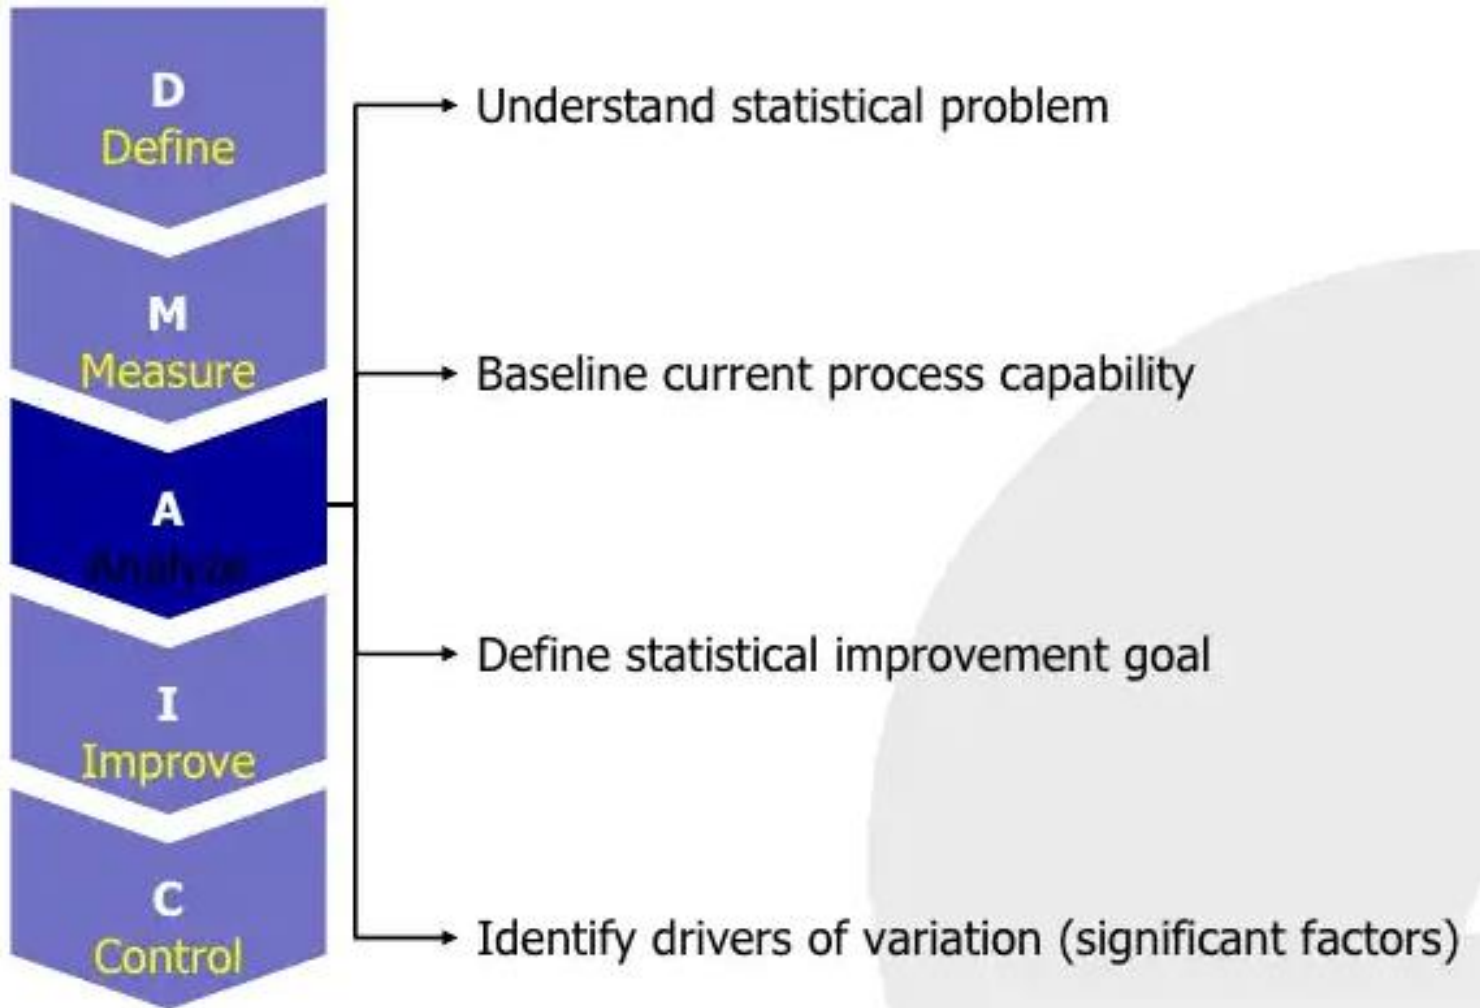 D
Define
M
Measure
A
Analyze
I
Improve
C
Control
Understand statistical problem
Baseline current process capability
Define statistical improvement goal
Identify drivers of variation (significant factors)